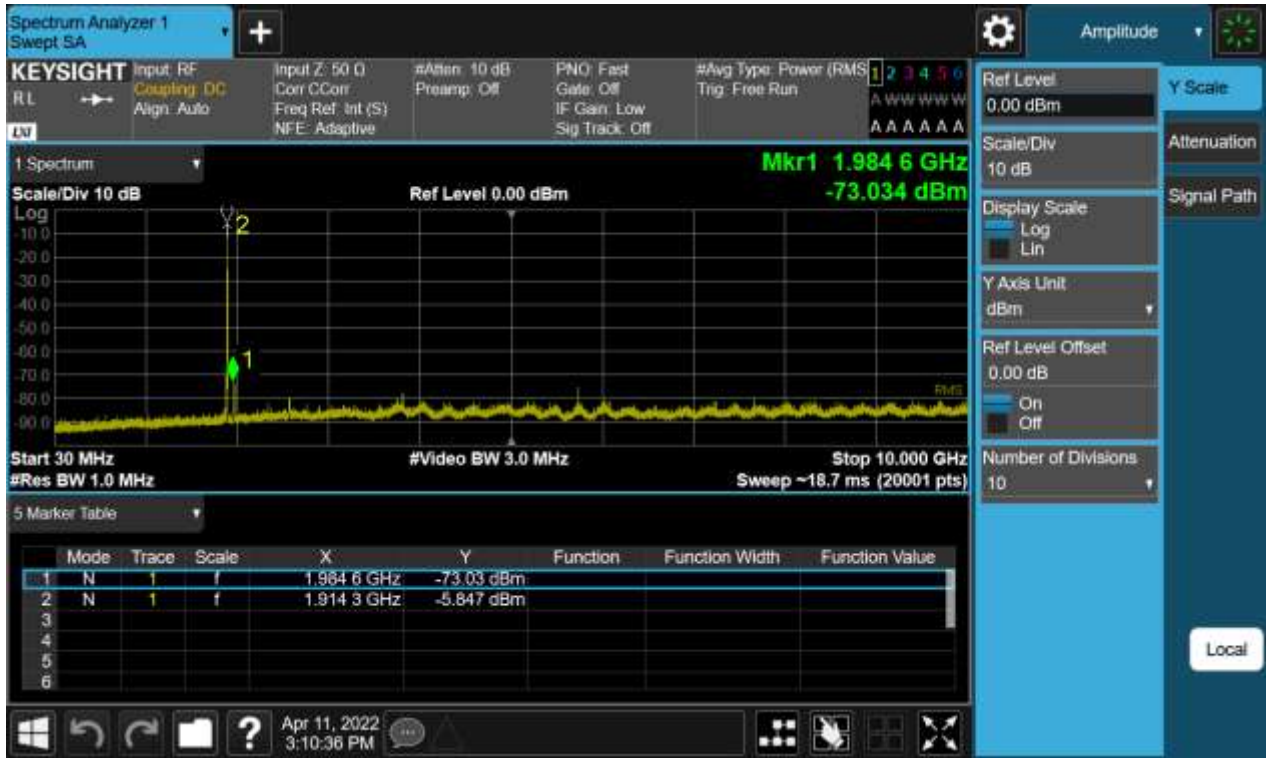 Spectrum Analyzer 1
Swept SA
+
Amplitude
KEYSIGHT
RL
LXI
Input: RF
Coupling: DC
Align: Auto
Input Z: 50 Ω
Corr CCorr
Freq Ref: Int (S)
NFE: Adaptive
#Atten: 10 dB
Preamp: Off
PNO: Fast
Gate: Off
IF Gain: Low
Sig Track: Off
#Avg Type: Power (RMS
Trig: Free Run
1 2 3 4 5 6
A W W W W W
A A A A A A
1 Spectrum
Mkr1 1.984 6 GHz
-73.034 dBm
Scale/Div 10 dB
Ref Level 0.00 dBm
Log
-10.0
-20.0
-30.0
-40.0
-50.0
-60.0
-70.0
-80.0
-90.0
2
1
RMS
Start 30 MHz
#Video BW 3.0 MHz
Stop 10.000 GHz
#Res BW 1.0 MHz
Sweep ~18.7 ms (20001 pts)
5 Marker Table
Mode Trace Scale X Y Function Function Width Function Value
1 N 1 f 1.984 6 GHz -73.03 dBm
2 N 1 f 1.914 3 GHz -5.847 dBm
3
4
5
6
Ref Level
0.00 dBm
Scale/Div
10 dB
Display Scale
Log
Lin
Y Axis Unit
dBm
Ref Level Offset
0.00 dB
On
Off
Number of Divisions
10
Y Scale
Attenuation
Signal Path
Local
?
Apr 11, 2022
3:10:36 PM